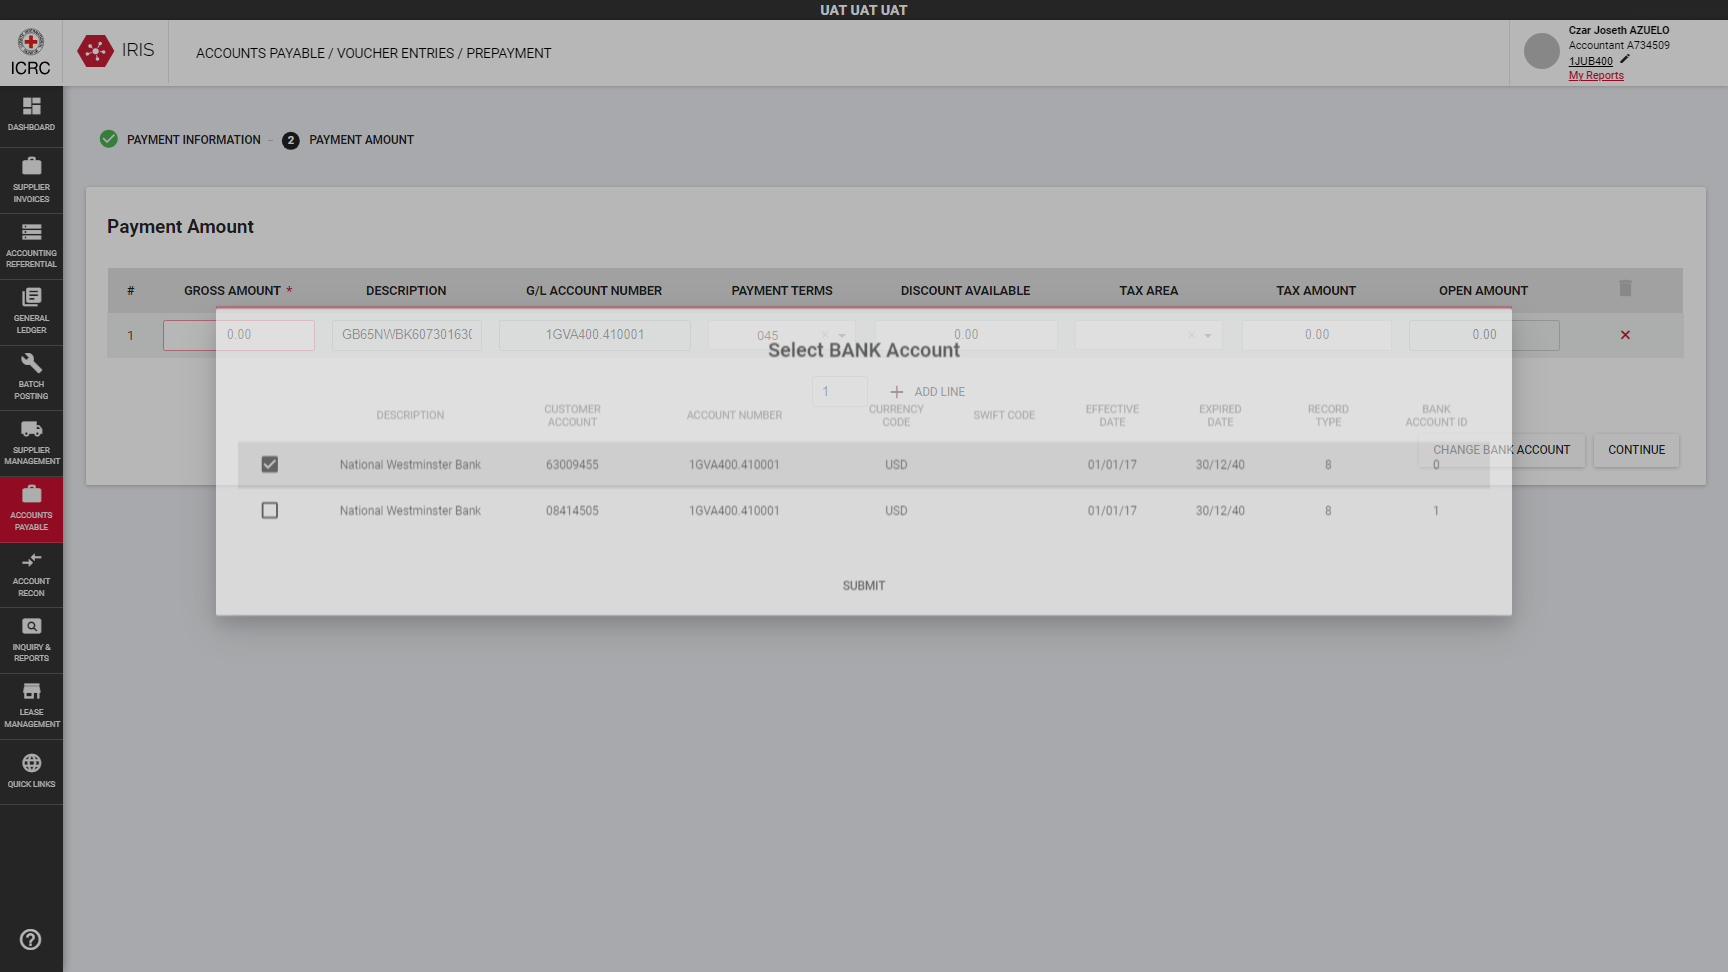 UAT UAT UAT
ICRC
IRIS
ACCOUNTS PAYABLE / VOUCHER ENTRIES / PREPAYMENT
Czar Joseth AZUELO
Accountant A734509
1JUB400
My Reports
DASHBOARD
SUPPLIER
INVOICES
ACCOUNTING
REFERENTIAL
GENERAL
LEDGER
BATCH
POSTING
SUPPLIER
MANAGEMENT
ACCOUNTS
PAYABLE
ACCOUNT
RECON
INQUIRY &
REPORTS
LEASE
MANAGEMENT
QUICK LINKS
PAYMENT INFORMATION
2 PAYMENT AMOUNT
Payment Amount
# GROSS AMOUNT * DESCRIPTION G/L ACCOUNT NUMBER PAYMENT TERMS DISCOUNT AVAILABLE TAX AREA TAX AMOUNT OPEN AMOUNT
1 0.00 GB65NWBK60730163 1GVA400.410001 045 0.00 0.00 0.00
1 ADD LINE
CHANGE BANK ACCOUNT CONTINUE
Select BANK Account
DESCRIPTION CUSTOMER ACCOUNT ACCOUNT NUMBER CURRENCY CODE SWIFT CODE EFFECTIVE DATE EXPIRED DATE RECORD TYPE BANK ACCOUNT ID
National Westminster Bank 63009455 1GVA400.410001 USD 01/01/17 30/12/40 8 0
National Westminster Bank 08414505 1GVA400.410001 USD 01/01/17 30/12/40 8 1
SUBMIT